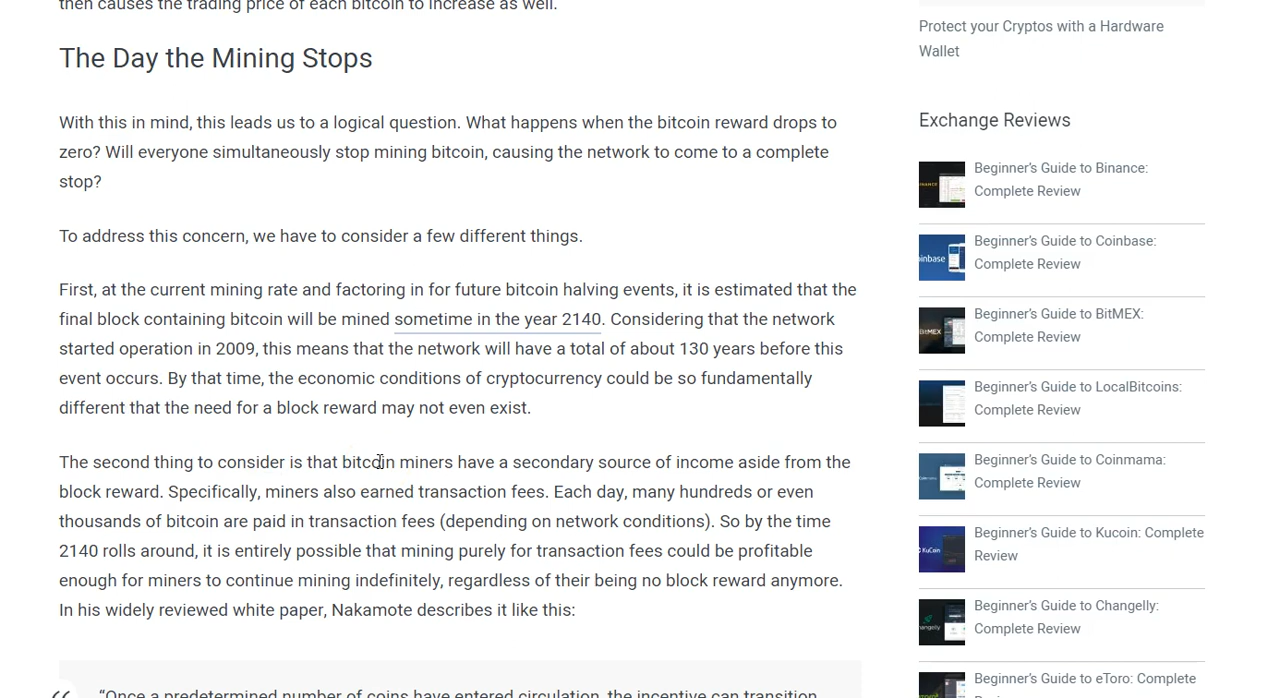 then causes the trading price of each bitcoin to increase as well.
The Day the Mining Stops
With this in mind, this leads us to a logical question. What happens when the bitcoin reward drops to
zero? Will everyone simultaneously stop mining bitcoin, causing the network to come to a complete
stop?
To address this concern, we have to consider a few different things.
First, at the current mining rate and factoring in for future bitcoin halving events, it is estimated that the
final block containing bitcoin will be mined sometime in the year 2140. Considering that the network
started operation in 2009, this means that the network will have a total of about 130 years before this
event occurs. By that time, the economic conditions of cryptocurrency could be so fundamentally
different that the need for a block reward may not even exist.
The second thing to consider is that bitcoin miners have a secondary source of income aside from the
block reward. Specifically, miners also earned transaction fees. Each day, many hundreds or even
thousands of bitcoin are paid in transaction fees (depending on network conditions). So by the time
2140 rolls around, it is entirely possible that mining purely for transaction fees could be profitable
enough for miners to continue mining indefinitely, regardless of their being no block reward anymore.
In his widely reviewed white paper, Nakamote describes it like this:
“Once a predetermined number of coins have entered circulation, the incentive can transition
Protect your Cryptos with a Hardware
Wallet
Exchange Reviews
Beginner's Guide to Binance:
Complete Review
Beginner's Guide to Coinbase:
Complete Review
inbase
Beginner's Guide to BitMEX:
Complete Review
BitMEX
Beginner's Guide to LocalBitcoins:
Complete Review
Beginner's Guide to Coinmama:
Complete Review
Beginner's Guide to Kucoin: Complete
Review
KuCoin
Beginner's Guide to Changelly:
Complete Review
angelly
Beginner's Guide to eToro: Complete